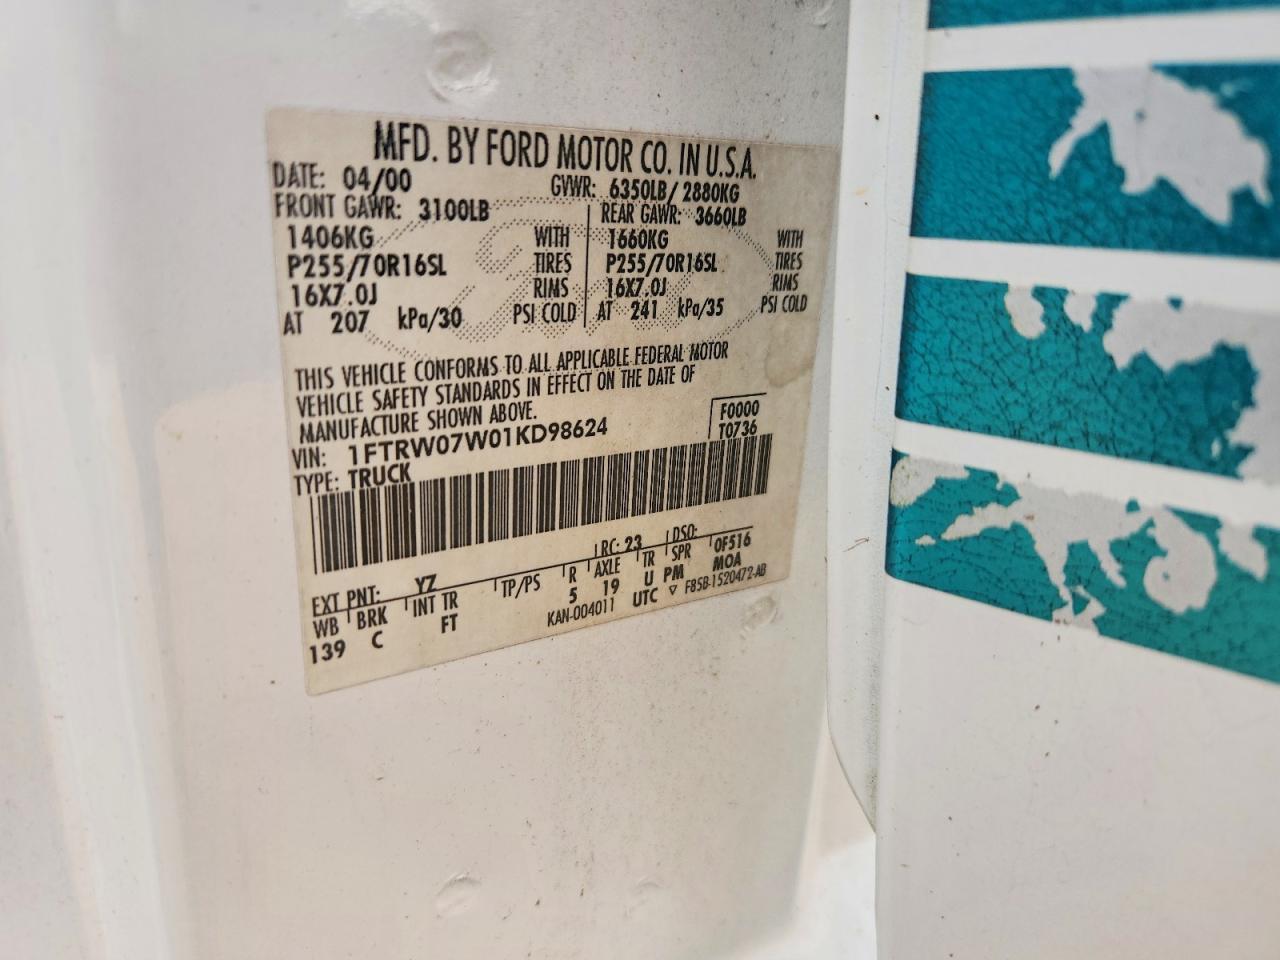 MFD. BY FORD MOTOR CO. IN U.S.A.
DATE: 04/00 GVWR: 6350LB/ 2880KG
FRONT GAWR: 3100LB REAR GAWR: 3660LB
1406KG WITH 1660KG WITH
P255/70R16SL TIRES P255/70R16SL TIRES
16X7.0J RIMS 16X7.0J RIMS
AT 207 kPa/30 PSI COLD AT 241 kPa/35 PSI COLD
THIS VEHICLE CONFORMS TO ALL APPLICABLE FEDERAL MOTOR
VEHICLE SAFETY STANDARDS IN EFFECT ON THE DATE OF
MANUFACTURE SHOWN ABOVE.
VIN: 1FTRW07W01KD98624 F0000
TYPE: TRUCK T0736
EXT PNT: YZ RC: 23 DSO: 0F516
WB BRK INT TR TP/PS R AXLE TR SPR
139 C FT 5 19 U PM MOA
KAN-004011 UTC ▽ F85B-1520472-AB